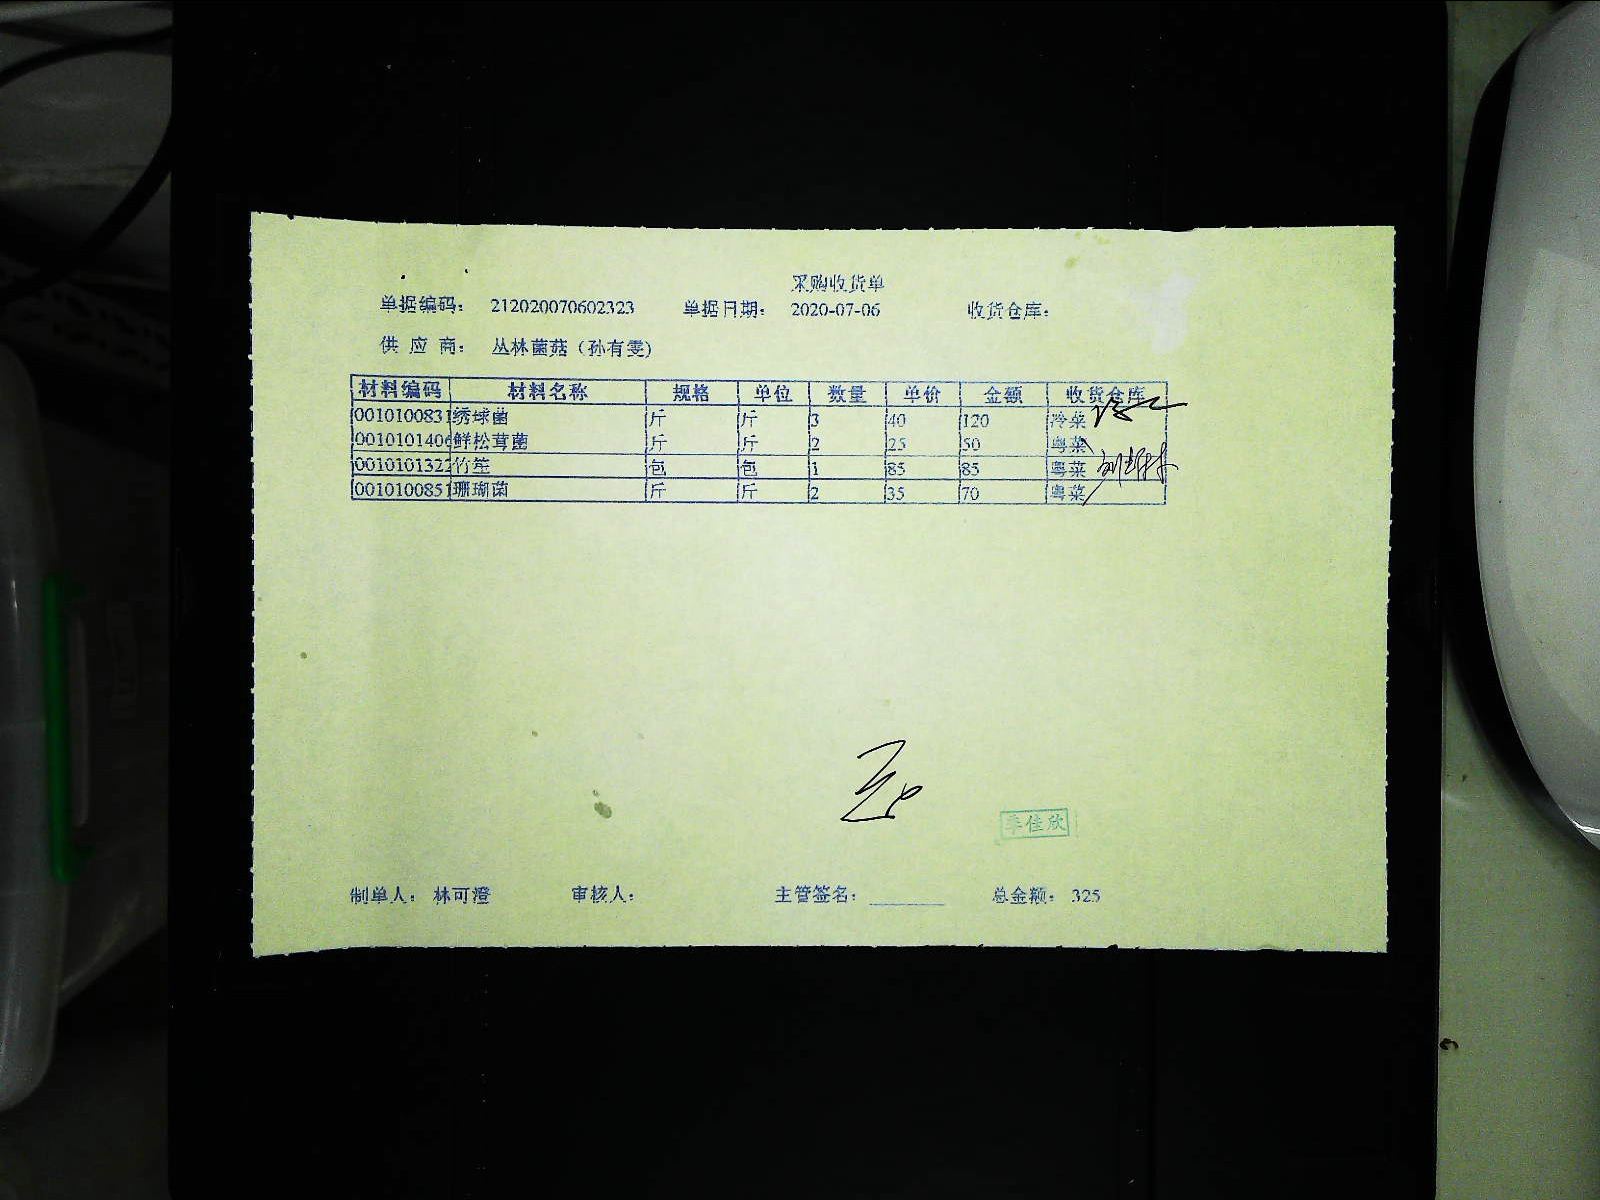 采购收货单
单据编码： 212020070602323 单据日期： 2020-07-06 收货仓库：
供 应 商： 丛林菌菇（孙有雯）
材料编码 材料名称 规格 单位 数量 单价 金额 收货仓库
0010100831 绣球菌 斤 斤 3 40 120 冷菜
001010140 鲜松茸菌 斤 斤 2 25 50 粤菜
001010132 竹笙 包 包 1 85 85 粤菜
001010085 珊瑚菌 斤 斤 2 35 70 粤菜
佳欣
制单人： 林可澄 审核人： 主管签名： 总金额： 325